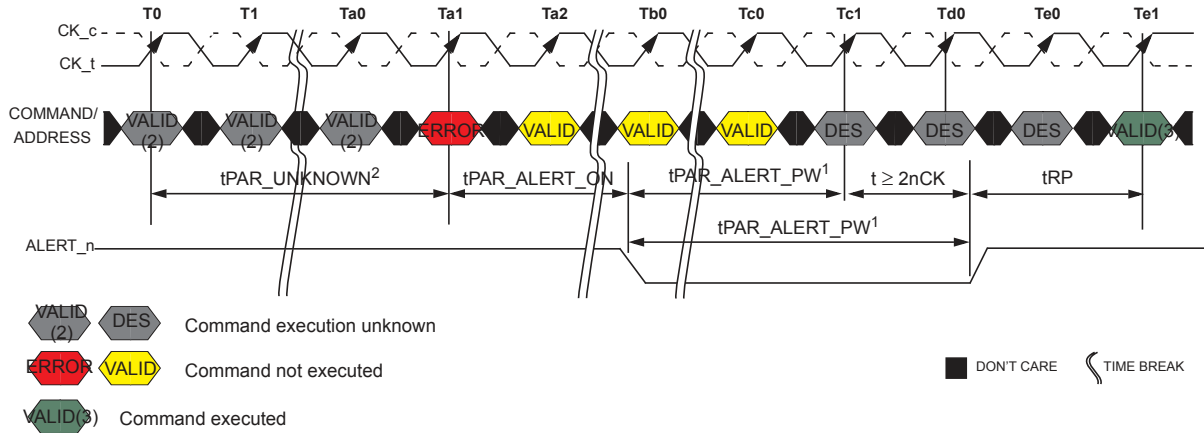 T0 T1 Ta0 Ta1 Ta2 Tb0 Tc0 Tc1 Td0 Te0 Te1
CK_c
CK_t
COMMAND/
ADDRESS
VALID (2) VALID (2) VALID (2) ERROR VALID VALID VALID DES DES DES VALID(3)
tPAR_UNKNOWN² tPAR_ALERT_ON tPAR_ALERT_PW¹ t ≥ 2nCK tRP
tPAR_ALERT_PW¹
ALERT_n
VALID (2) DES Command execution unknown
ERROR VALID Command not executed
DON'T CARE TIME BREAK
VALID(3) Command executed